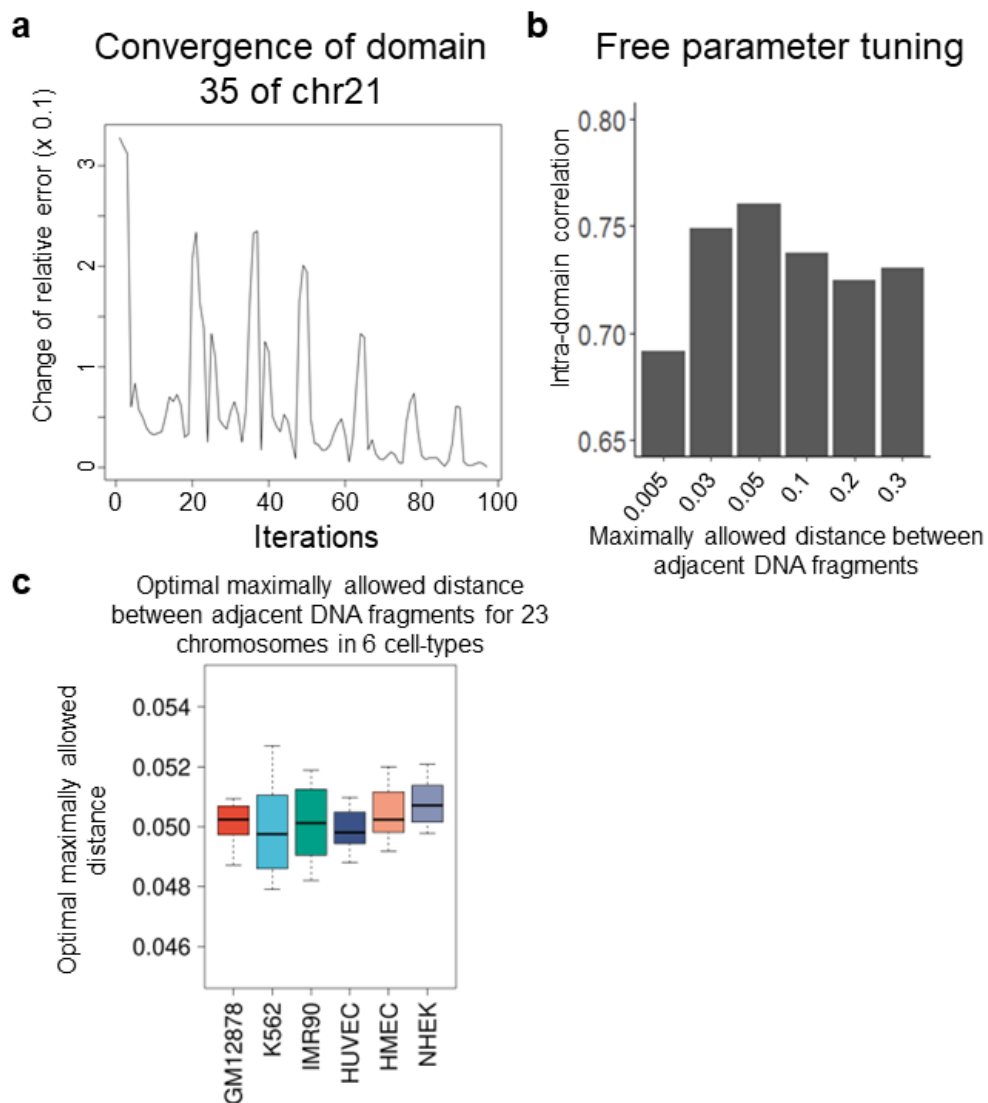 a
Convergence of domain
35 of chr21
Change of relative error (x 0.1)
3
2
1
0
0 20 40 60 80 100
Iterations
b
Free parameter tuning
Intra-domain correlation
0.80
0.75
0.70
0.65
0.005 0.03 0.05 0.1 0.2 0.3
Maximally allowed distance between
adjacent DNA fragments
c
Optimal maximally allowed distance
between adjacent DNA fragments for 23
chromosomes in 6 cell-types
Optimal maximally allowed
distance
0.054
0.052
0.050
0.048
0.046
GM12878 K562 IMR90 HUVEC HMEC NHEK